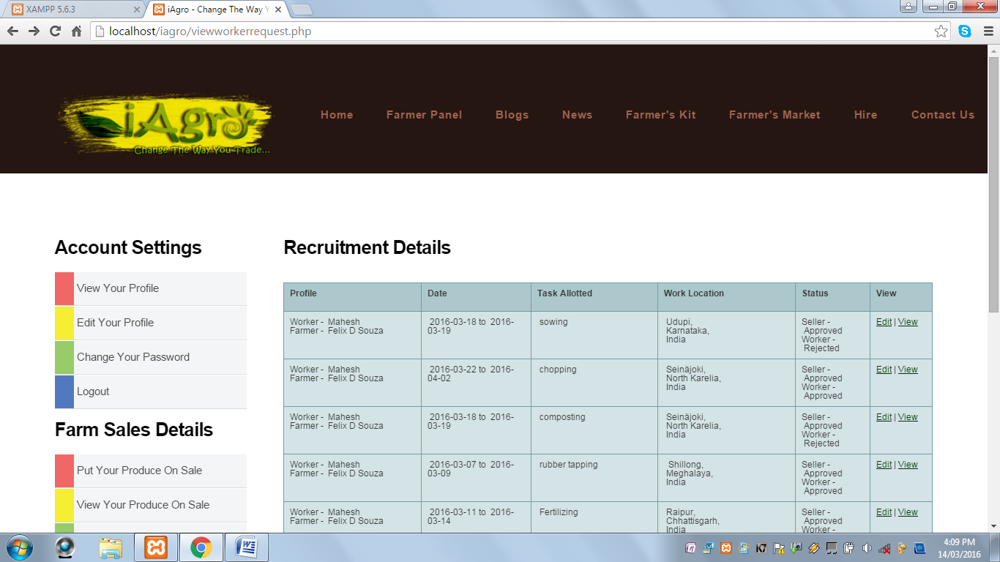 XAMPP 5.6.3
iAgro - Change The Way Y
localhost/iagro/viewworkerrequest.php
iAgro
Change The Way You Trade...
Home Farmer Panel Blogs News Farmer's Kit Farmer's Market Hire Contact Us
Account Settings
View Your Profile
Edit Your Profile
Change Your Password
Logout
Farm Sales Details
Put Your Produce On Sale
View Your Produce On Sale
Recruitment Details
Profile Date Task Allotted Work Location Status View
Worker - Mahesh 2016-03-18 to 2016- sowing Udupi, Seller - Edit | View
Farmer - Felix D Souza 03-19 Karnataka, Approved
India Worker -
Rejected
Worker - Mahesh 2016-03-22 to 2016- chopping Seinäjoki, Seller - Edit | View
Farmer - Felix D Souza 04-02 North Karelia, Approved
India Worker -
Approved
Worker - Mahesh 2016-03-18 to 2016- composting Seinäjoki, Seller - Edit | View
Farmer - Felix D Souza 03-19 North Karelia, Approved
India Worker -
Rejected
Worker - Mahesh 2016-03-07 to 2016- rubber tapping Shillong, Seller - Edit | View
Farmer - Felix D Souza 03-09 Meghalaya, Approved
India Worker -
Approved
Worker - Mahesh 2016-03-11 to 2016- Fertilizing Raipur, Seller - Edit | View
Farmer - Felix D Souza 03-14 Chhattisgarh, Approved
India Worker -
4:09 PM
14/03/2016